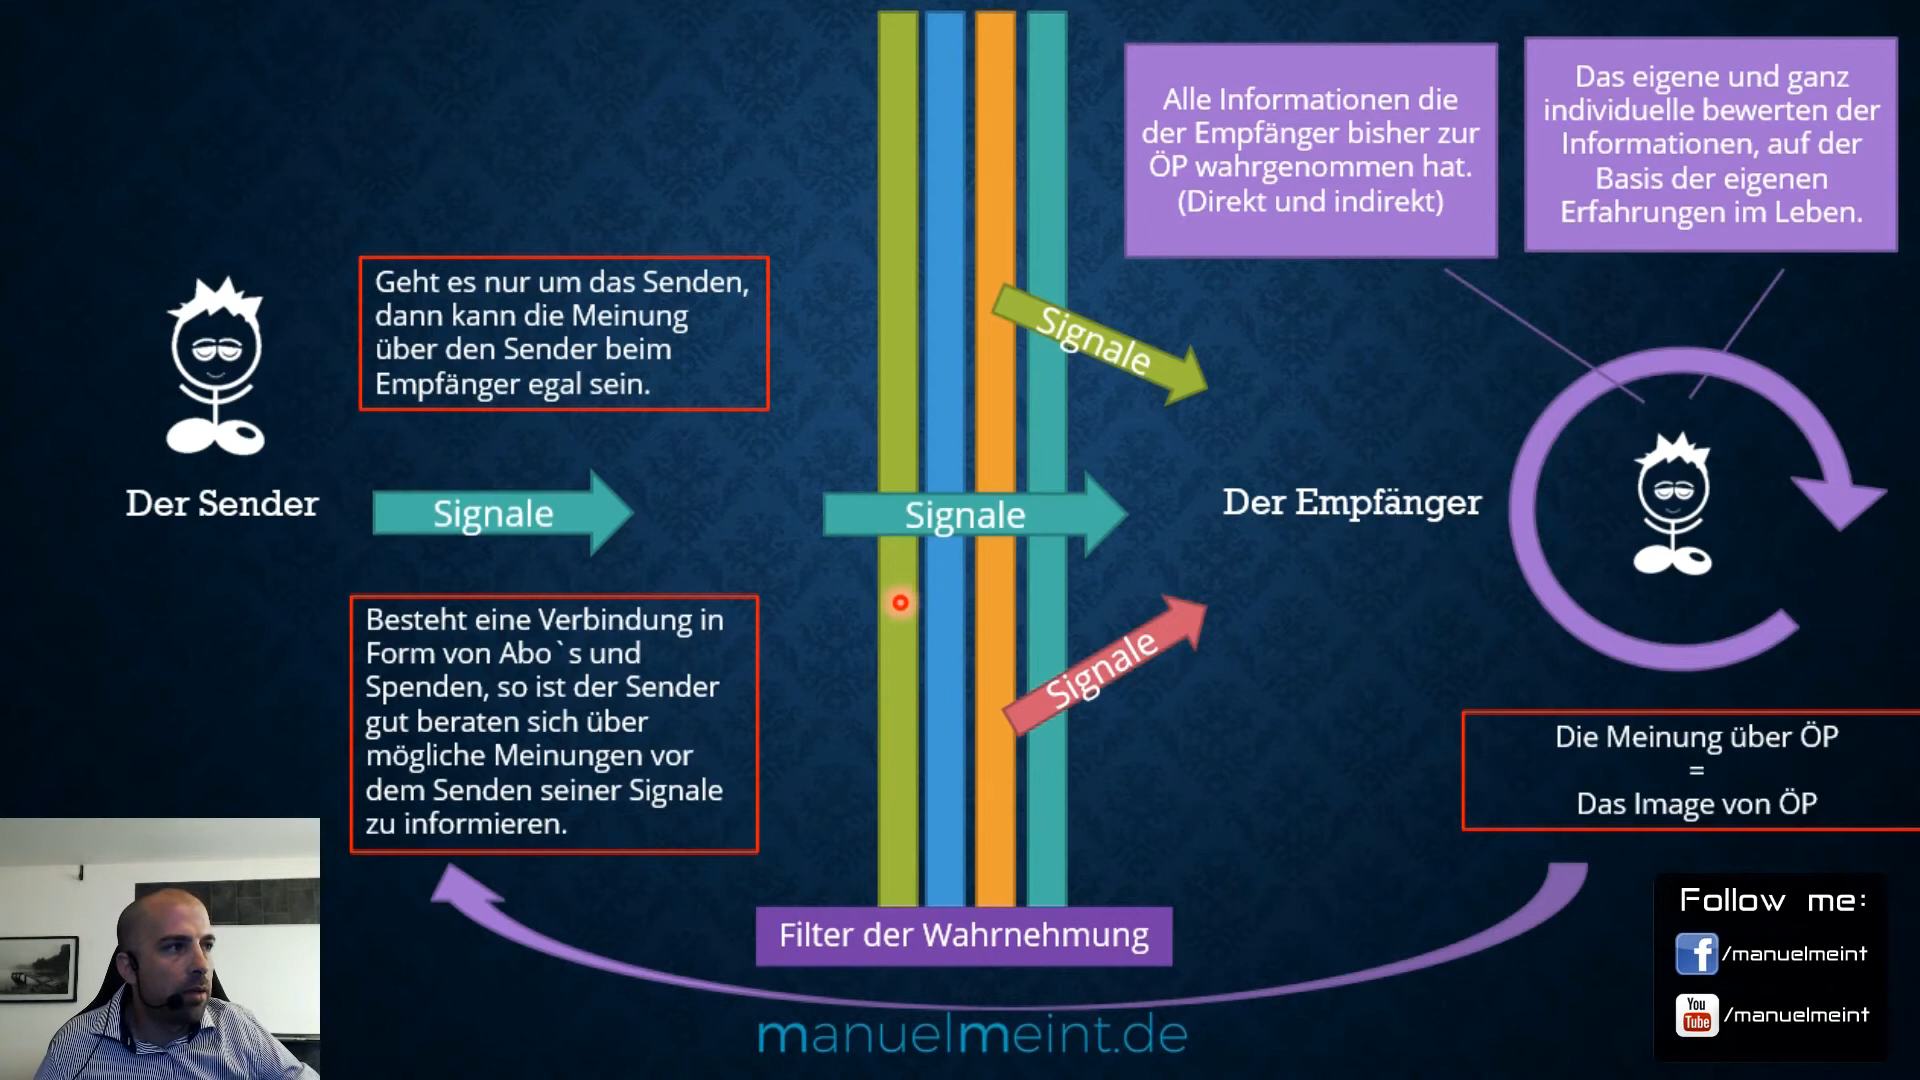 Alle Informationen die
der Empfänger bisher zur
ÖP wahrgenommen hat.
(Direkt und indirekt)
Das eigene und ganz
individuelle bewerten der
Informationen, auf der
Basis der eigenen
Erfahrungen im Leben.
Geht es nur um das Senden,
dann kann die Meinung
über den Sender beim
Empfänger egal sein.
Signale
Der Sender
Signale
Signale
Der Empfänger
Besteht eine Verbindung in
Form von Abo`s und
Spenden, so ist der Sender
gut beraten sich über
mögliche Meinungen vor
dem Senden seiner Signale
zu informieren.
Signale
Die Meinung über ÖP
=
Das Image von ÖP
Filter der Wahrnehmung
manuelmeint.de
Follow me:
f /manuelmeint
You
Tube /manuelmeint